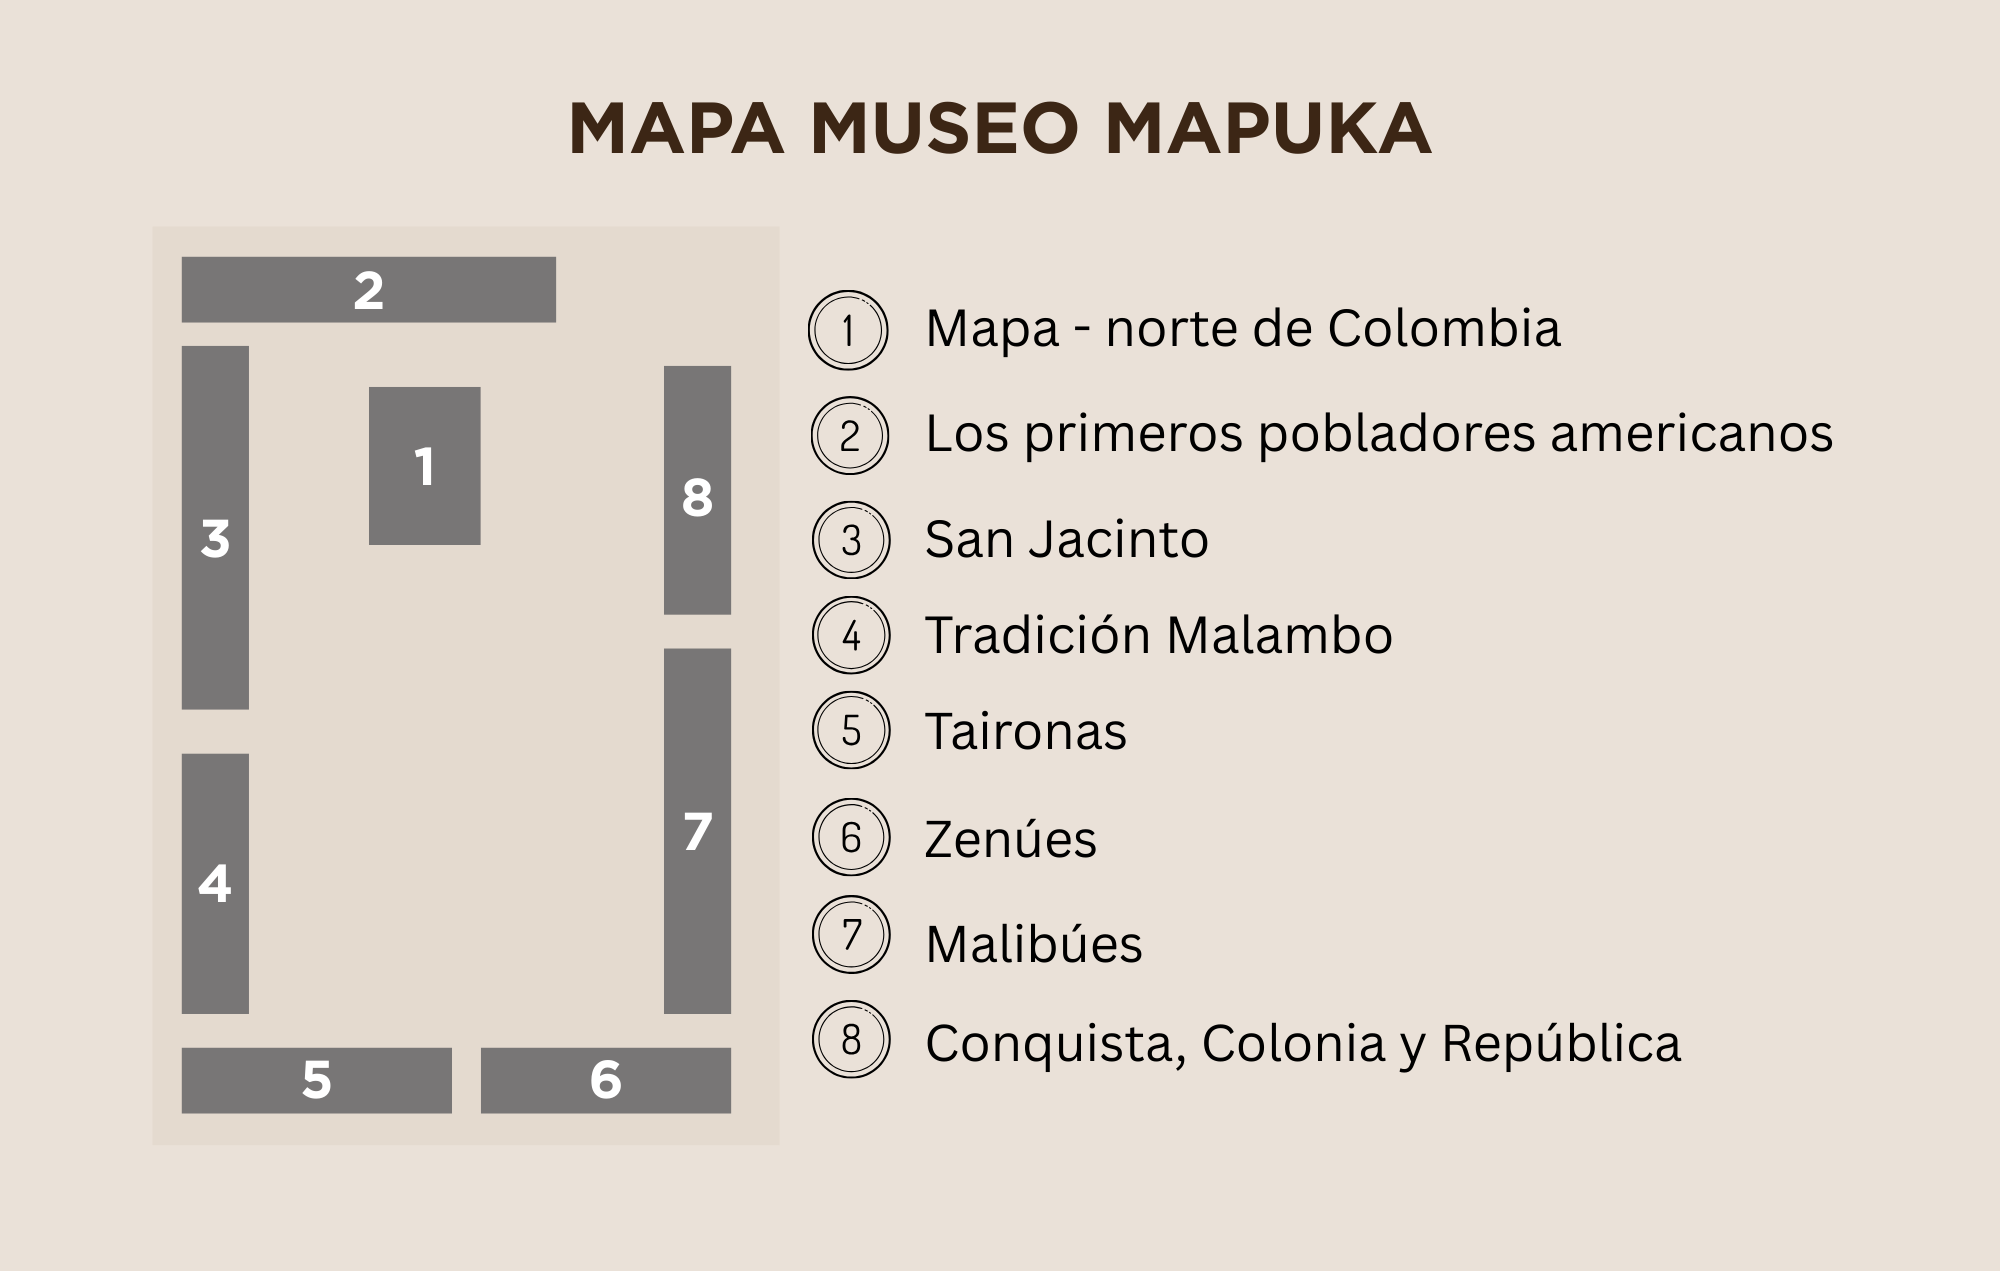 MAPA MUSEO MAPUKA
2
1
3
8
4
7
5
6
1 Mapa - norte de Colombia
2 Los primeros pobladores americanos
3 San Jacinto
4 Tradición Malambo
5 Taironas
6 Zenúes
7 Malibúes
8 Conquista, Colonia y República